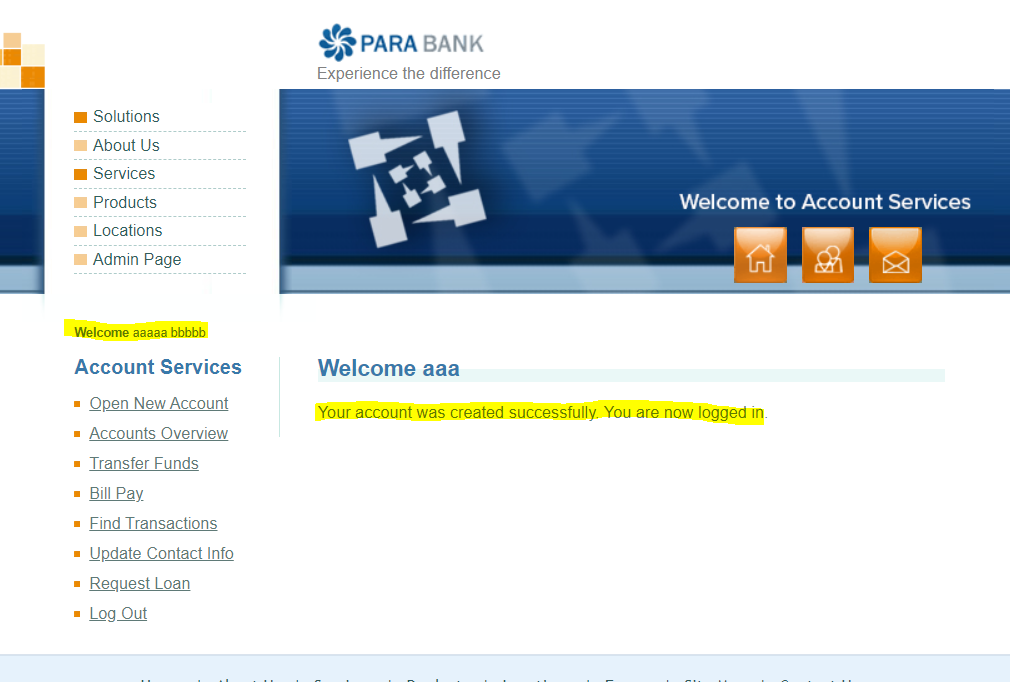 PARA BANK
Experience the difference
Solutions
About Us
Services
Products
Locations
Admin Page
Welcome to Account Services
Welcome aaaaa bbbbb
Account Services
Open New Account
Accounts Overview
Transfer Funds
Bill Pay
Find Transactions
Update Contact Info
Request Loan
Log Out
Welcome aaa
Your account was created successfully. You are now logged in.